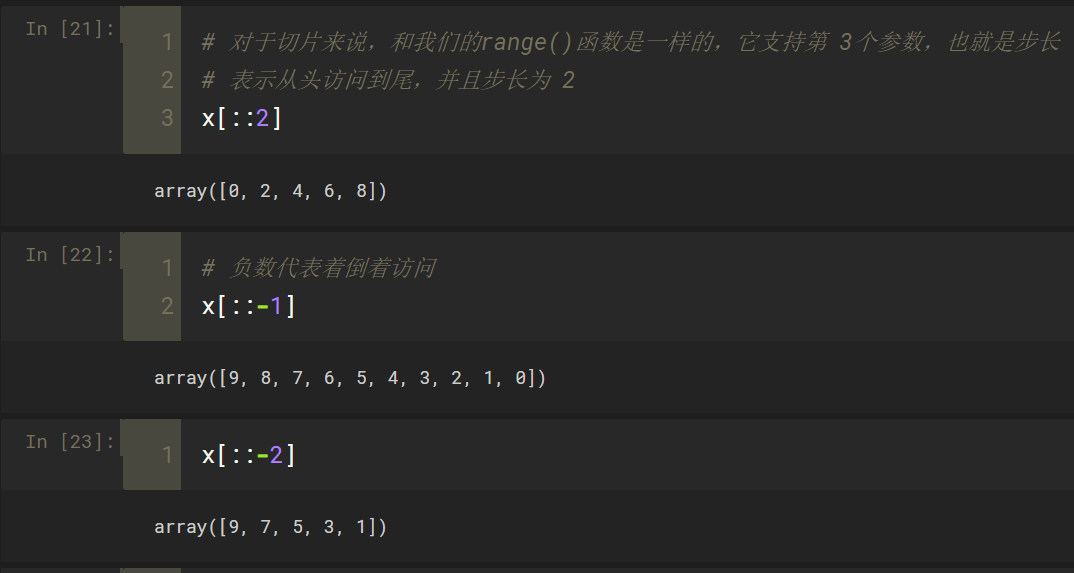 In [21]:
1 # 对于切片来说，和我们的range()函数是一样的，它支持第 3个参数，也就是步长
2 # 表示从头访问到尾，并且步长为 2
3 x[::2]
array([0, 2, 4, 6, 8])
In [22]:
1 # 负数代表着倒着访问
2 x[::-1]
array([9, 8, 7, 6, 5, 4, 3, 2, 1, 0])
In [23]:
1 x[::-2]
array([9, 7, 5, 3, 1])